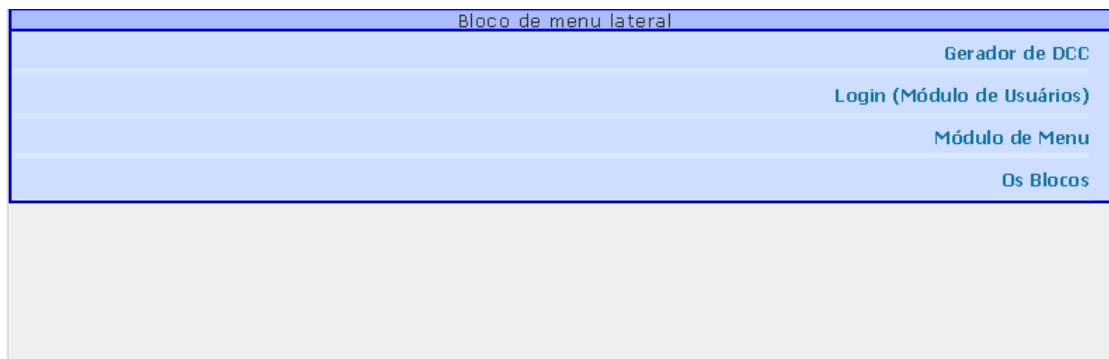 Bloco de menu lateral
Gerador de DCC
Login (Módulo de Usuários)
Módulo de Menu
Os Blocos